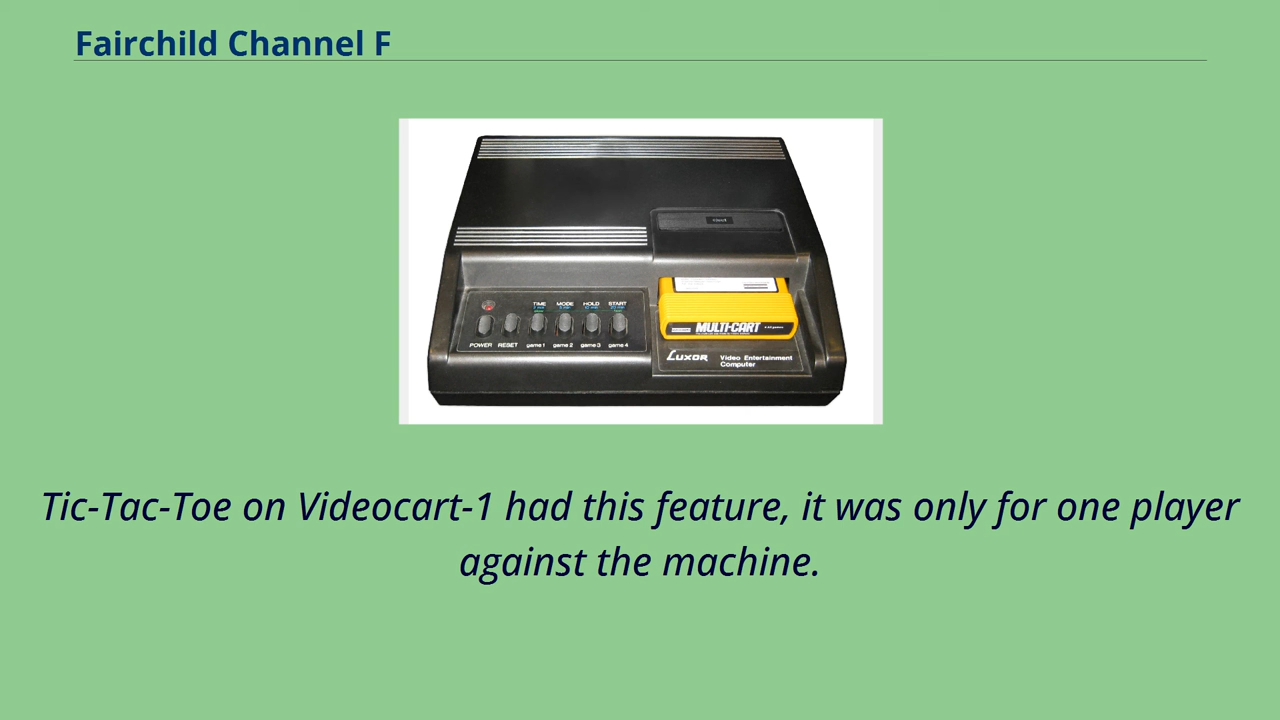 Fairchild Channel F
TIME MODE HOLD START
POWER RESET game 1 game 2 game 3 game 4
MULTI-CART
LUXOR Video Entertainment
Computer
Tic-Tac-Toe on Videocart-1 had this feature, it was only for one player
against the machine.